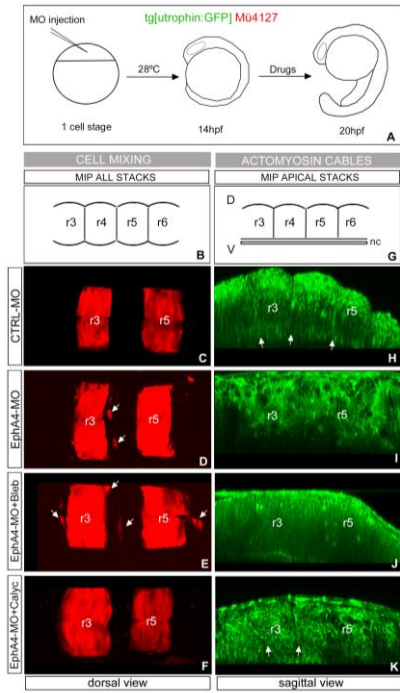 tg[utrophin:GFP] Mü4127
MO injection
28ºC
Drugs
1 cell stage
14hpf
20hpf
A
CELL MIXING
ACTOMYOSIN CABLES
MIP ALL STACKS
MIP APICAL STACKS
r3 r4 r5 r6
B
D
r3 r4 r5 r6
V
nc
G
CTRL-MO
r3 r5
C
r3 r5
H
EphA4-MO
r3 r5
D
r3 r5
I
EphA4-MO+Bleb
r3 r5
E
r3 r5
J
EphA4-MO+Calyc
r3 r5
F
r3 r5
K
dorsal view
sagittal view